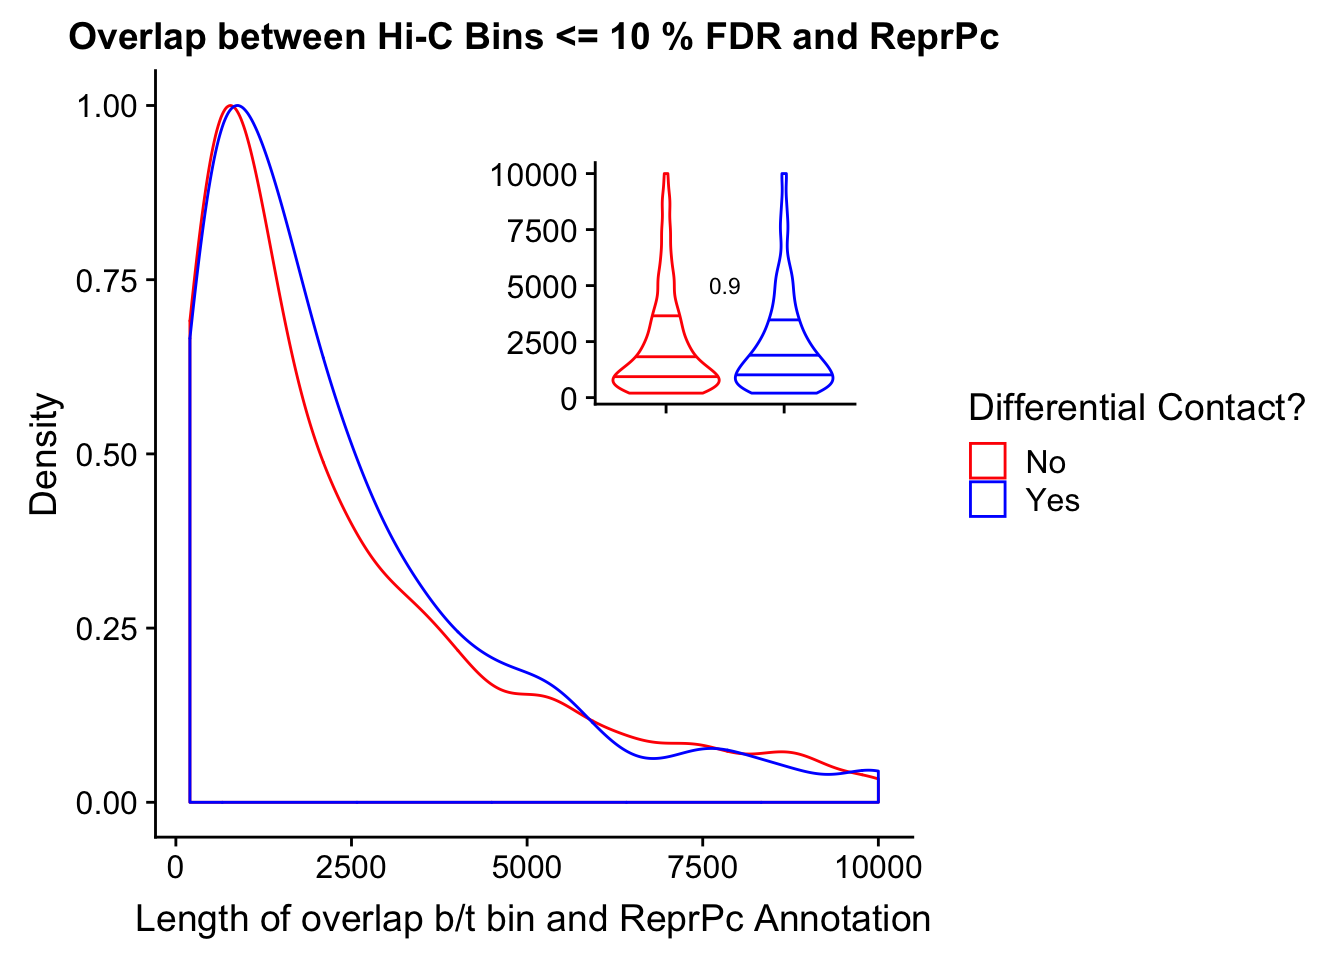 Overlap between Hi-C Bins <= 10 % FDR and ReprPc
1.00
0.75
0.50
0.25
0.00
Density
0
2500
5000
7500
10000
Length of overlap b/t bin and ReprPc Annotation
10000
7500
5000
2500
0
0.9
Differential Contact?
No
Yes